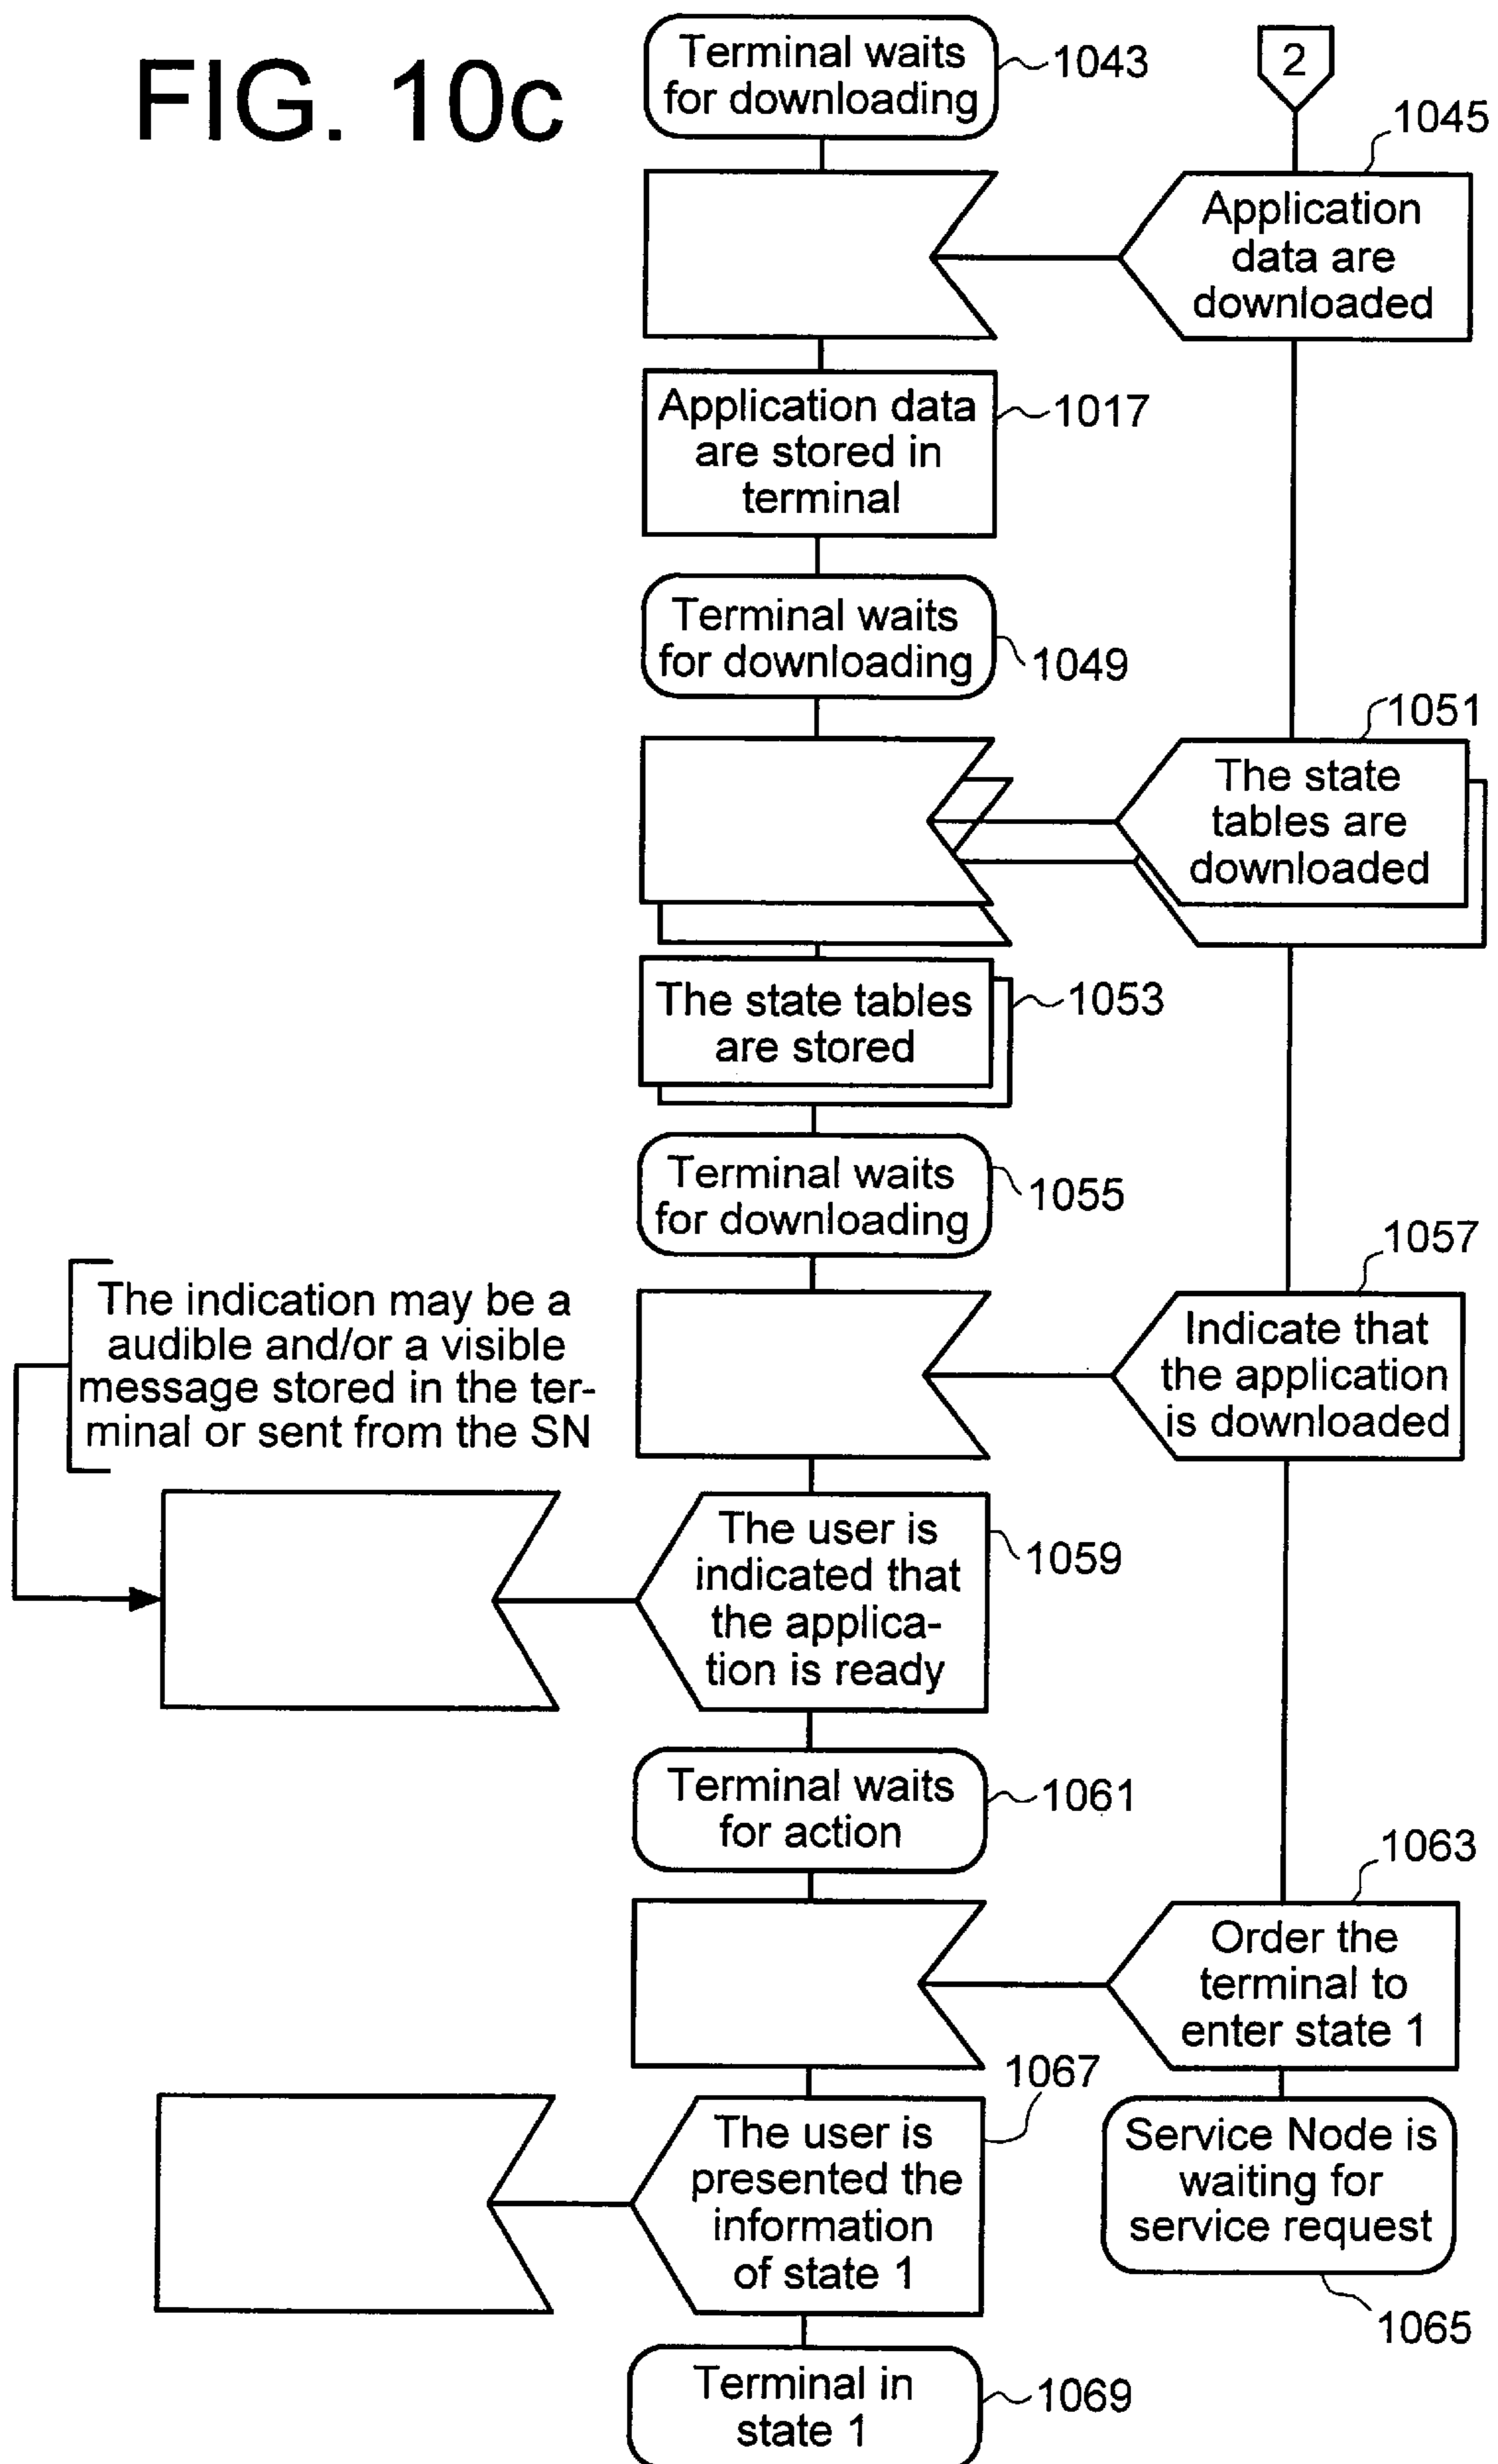 FIG. 10c
Terminal waits
for downloading
1043
2
1045
Application
data are
downloaded
Application data
are stored in
terminal
1017
Terminal waits
for downloading
1049
1051
The state
tables are
downloaded
The state tables
are stored
1053
Terminal waits
for downloading
1055
1057
Indicate that
the application
is downloaded
The indication may be a
audible and/or a visible
message stored in the ter-
minal or sent from the SN
The user is
indicated that
the applica-
tion is ready
1059
Terminal waits
for action
1061
1063
Order the
terminal to
enter state 1
1067
The user is
presented the
information
of state 1
Service Node is
waiting for
service request
1065
Terminal in
state 1
1069